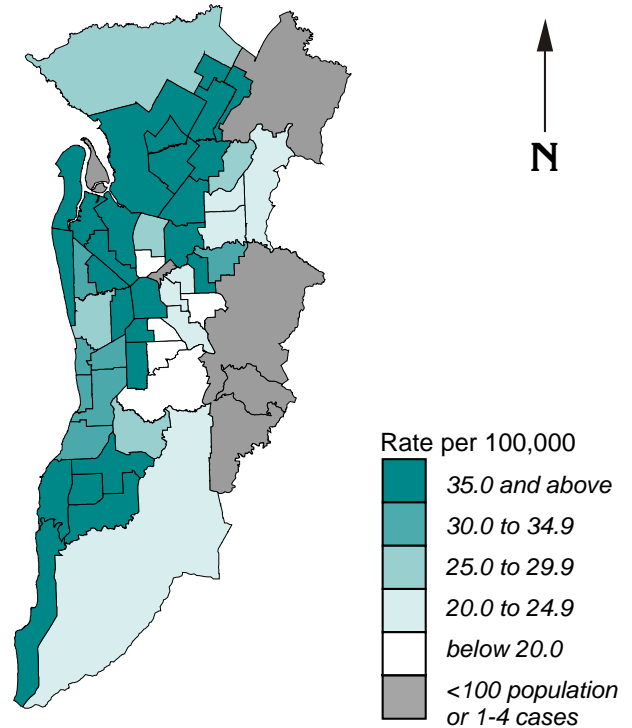 N
Rate per 100,000
35.0 and above
30.0 to 34.9
25.0 to 29.9
20.0 to 24.9
below 20.0
<100 population
or 1-4 cases